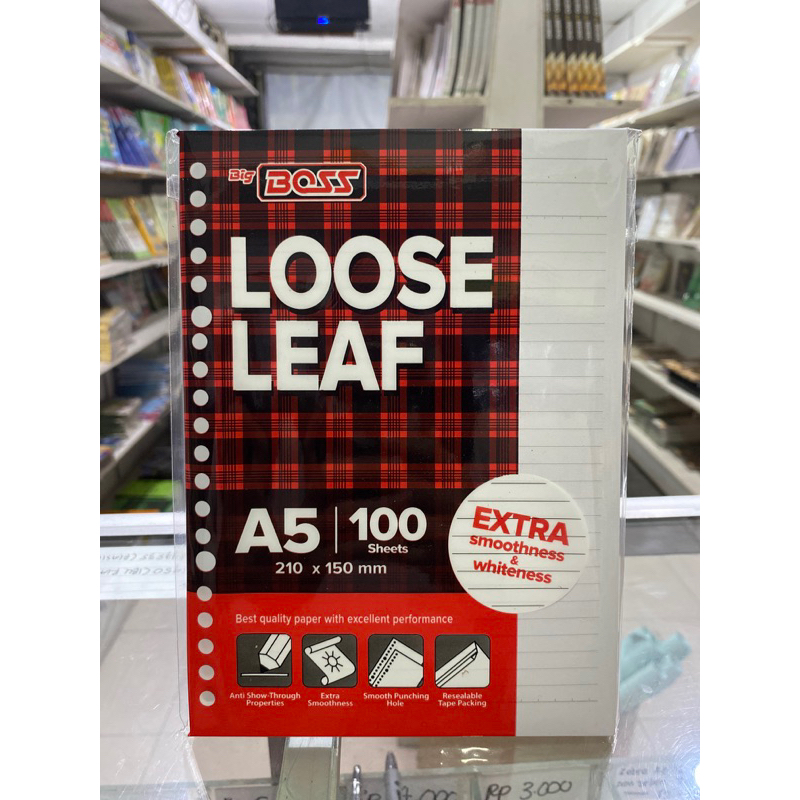 Big BOSS
LOOSE
LEAF
A5
100
Sheets
210 x 150 mm
EXTRA
smoothness
&
whiteness
Best quality paper with excellent performance
Anti Show-Through
Properties
Extra
Smoothness
Smooth Punching
Hole
Resealable
Tape Packing
RP 3.000